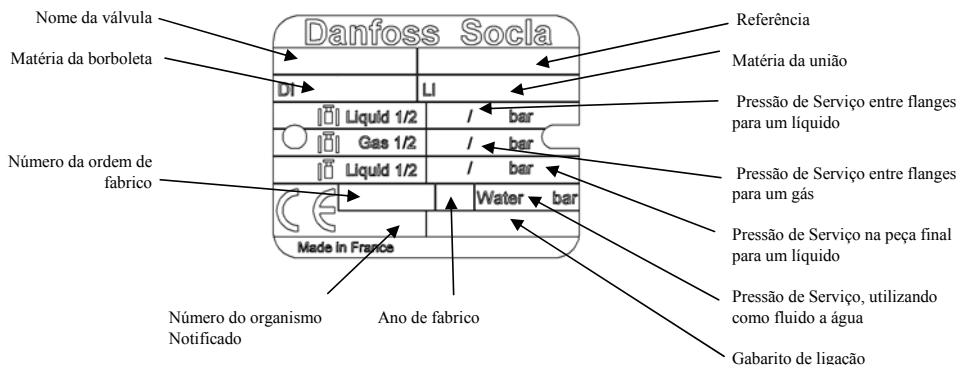 Nome da válvula
Matéria da borboleta
Número da ordem de
fabrico
Danfoss Socla
DI
LI
Liquid 1/2 / bar
Gas 1/2 / bar
Liquid 1/2 / bar
CE
Water bar
Made in France
Referência
Matéria da união
Pressão de Serviço entre flanges
para um líquido
Pressão de Serviço entre flanges
para um gás
Pressão de Serviço na peça final
para um líquido
Pressão de Serviço, utilizando
como fluido a água
Gabarito de ligação
Número do organismo
Notificado
Ano de fabrico